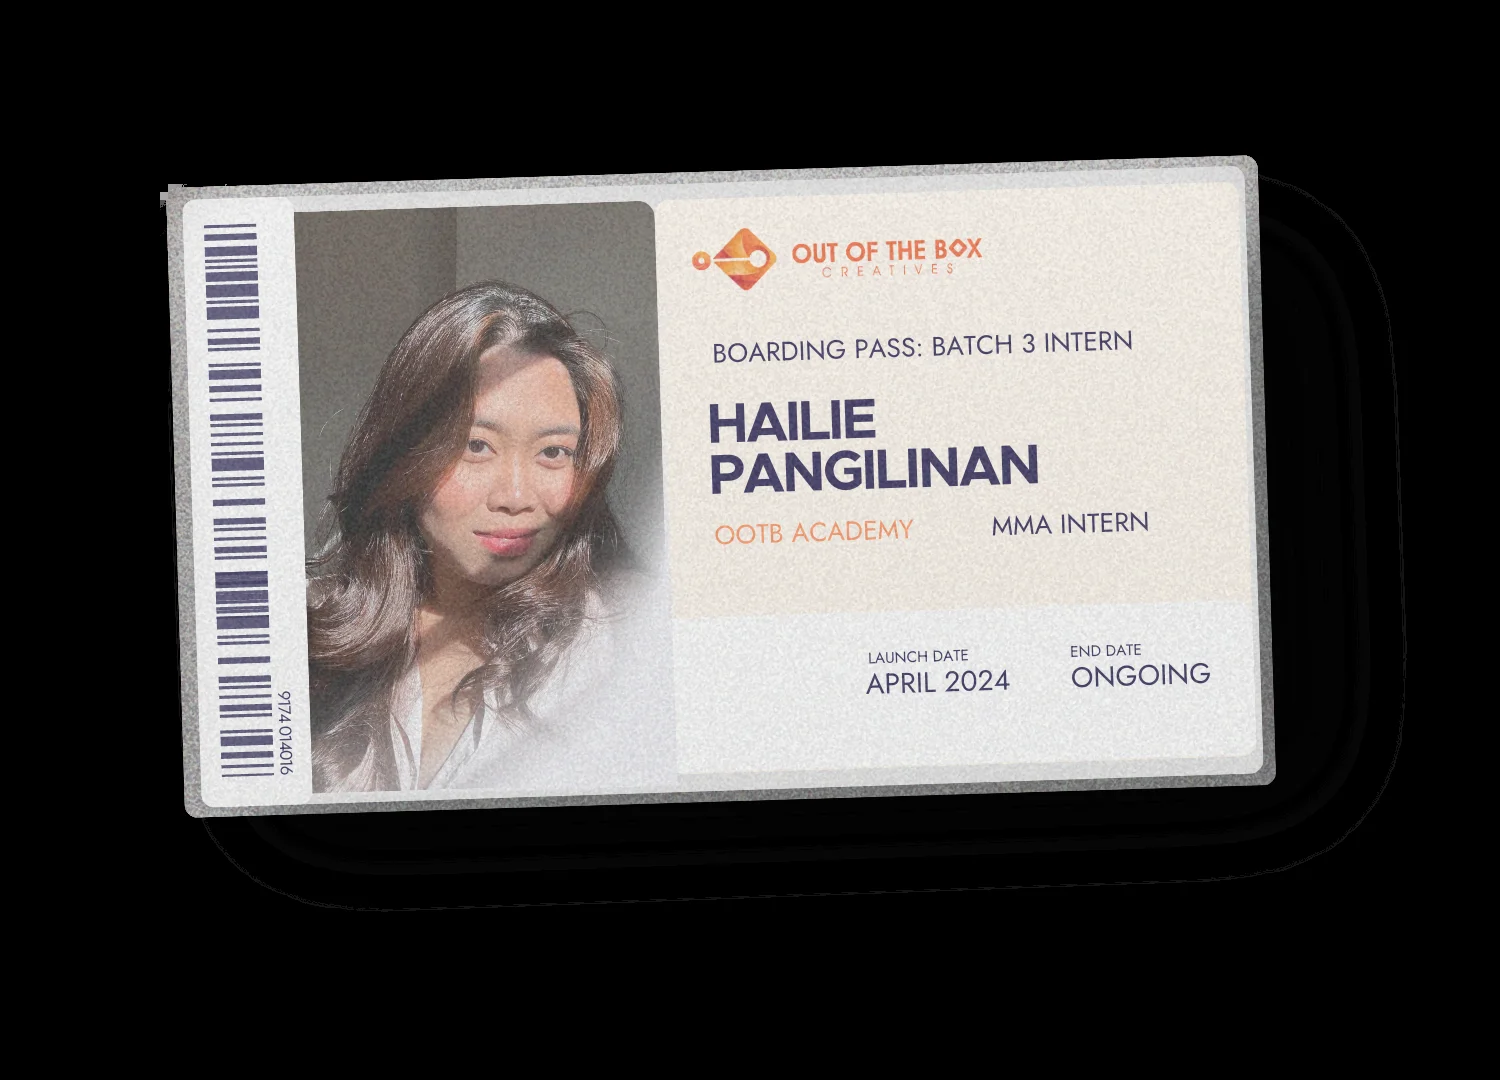 OUT OF THE BOX
CREATIVES
BOARDING PASS: BATCH 3 INTERN
HAILIE
PANGILINAN
OOTB ACADEMY MMA INTERN
LAUNCH DATE END DATE
APRIL 2024 ONGOING
9174 014016